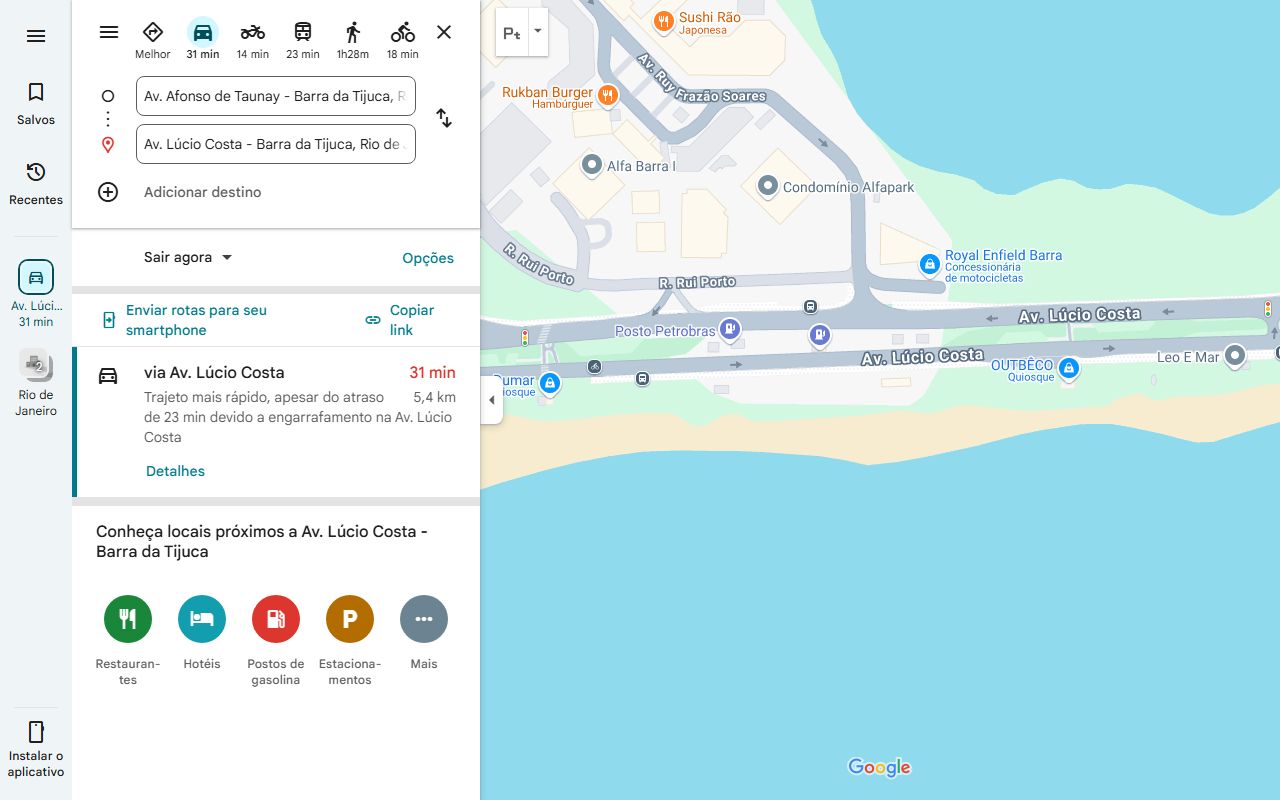 Salvos
Recentes
Av. Lúci...
31 min
2
Rio de
Janeiro
Instalar o
aplicativo
Melhor
31 min
14 min
23 min
1h28m
18 min
Av. Afonso de Taunay - Barra da Tijuca, R
Av. Lúcio Costa - Barra da Tijuca, Rio de
Adicionar destino
Sair agora
Opções
Enviar rotas para seu
smartphone
Copiar
link
via Av. Lúcio Costa
31 min
Trajeto mais rápido, apesar do atraso
5,4 km
de 23 min devido a engarrafamento na Av. Lúcio
Costa
Detalhes
Conheça locais próximos a Av. Lúcio Costa -
Barra da Tijuca
P
Restauran-
tes
Hotéis
Postos de
gasolina
Estaciona-
mentos
Mais
Sushi Rão
Japonesa
Av. Ruy Frazão Soares
Rukban Burger
Hambúrguer
Alfa Barra I
Condomínio Alfapark
R. Rui Porto
R. Rui Porto
Royal Enfield Barra
Concessionária
de motocicletas
Posto Petrobras
Av. Lúcio Costa
Av. Lúcio Costa
OUTBÊCO
Quiosque
Leo E Mar
Google